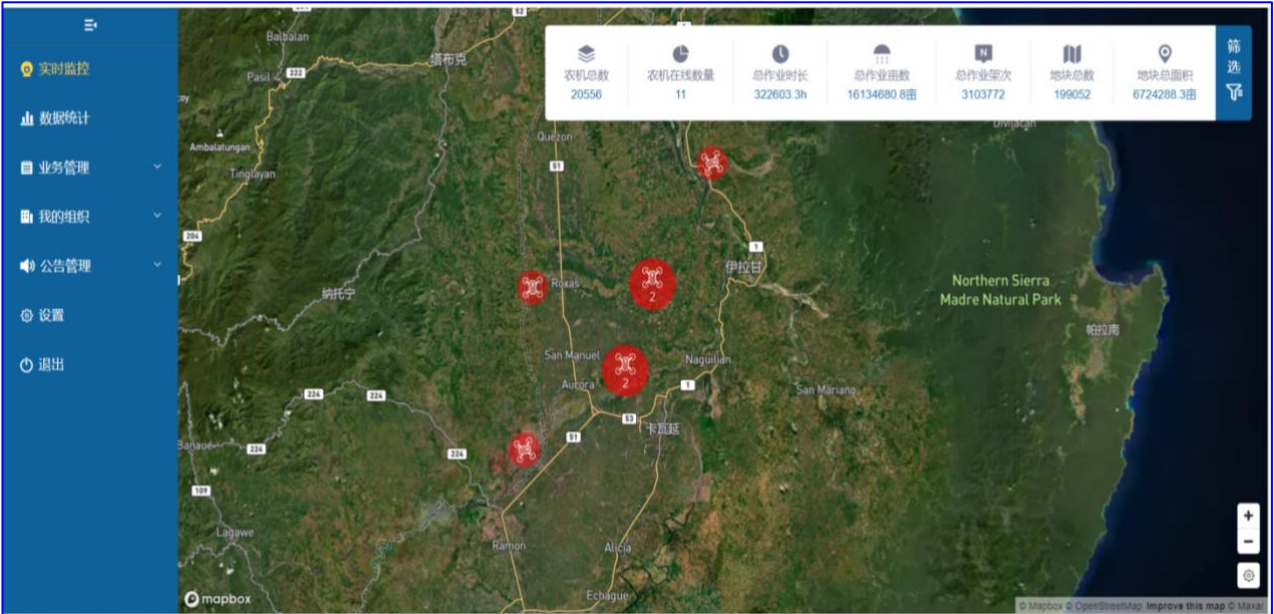 实时监控
数据统计
业务管理
我的组织
公告管理
设置
退出
农机总数
20556
农机在线数量
11
总作业时长
322603.3h
总作业亩数
16134680.8亩
总作业架次
3103772
地块总数
199052
地块总面积
6724288.3亩
筛选
52
Balbalan
塔布克
Pasil
222
Ambalatungan
Tinglayan
Quezon
51
Divilacan
204
1
伊拉甘
纳托宁
Roxas
2
Northern Sierra
Madre Natural Park
帕拉南
San Manuel
Naguilian
2
Aurora
1
San Mariano
224
224
53
卡瓦延
51
Banaue
224
224
109
Lagawe
Ramon
Alicia
Echague
mapbox
© Mapbox © OpenStreetMap Improve this map © Maxar